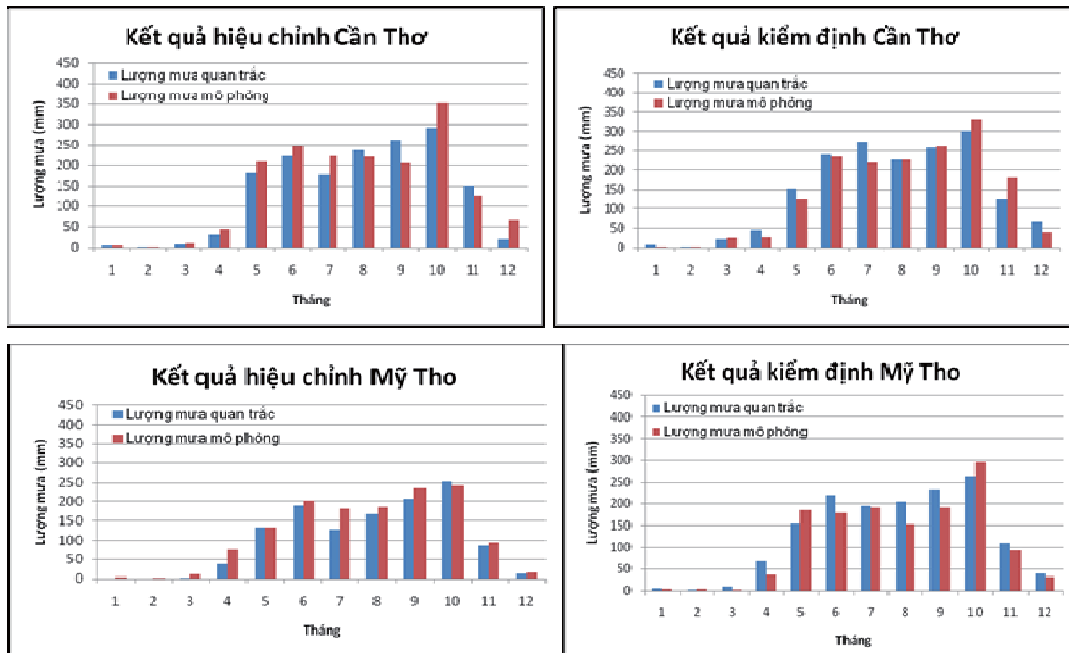 Kết quả hiệu chỉnh Cần Thơ
Lượng mưa (mm)
450
400
350
300
250
200
150
100
50
0
Lượng mưa quan trắc
Lượng mưa mô phỏng
1 2 3 4 5 6 7 8 9 10 11 12
Tháng
Kết quả kiểm định Cần Thơ
Lượng mưa (mm)
450
400
350
300
250
200
150
100
50
0
Lượng mưa quan trắc
Lượng mưa mô phỏng
1 2 3 4 5 6 7 8 9 10 11 12
Tháng
Kết quả hiệu chỉnh Mỹ Tho
Lượng mưa (mm)
450
400
350
300
250
200
150
100
50
0
Lượng mưa quan trắc
Lượng mưa mô phỏng
1 2 3 4 5 6 7 8 9 10 11 12
Tháng
Kết quả kiểm định Mỹ Tho
Lượng mưa (mm)
450
400
350
300
250
200
150
100
50
0
Lượng mưa quan trắc
Lượng mưa mô phỏng
1 2 3 4 5 6 7 8 9 10 11 12
Tháng